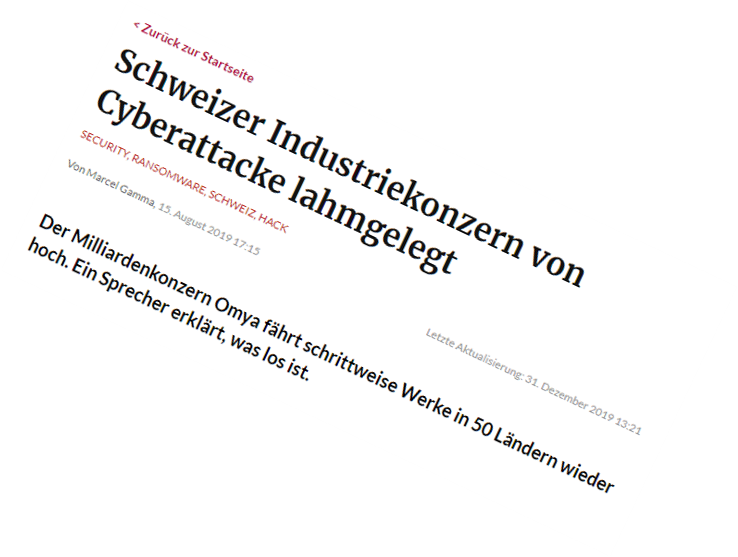 < Zurück zur Startseite
Schweizer Industriekonzern von
Cyberattacke lahmgelegt
SECURITY, RANSOMWARE, SCHWEIZ, HACK
Von Marcel Gamma, 15. August 2019 17:15
Letzte Aktualisierung: 31. Dezember 2019 13:21
Der Milliardenkonzern Omya fährt schrittweise Werke in 50 Ländern wieder
hoch. Ein Sprecher erklärt, was los ist.